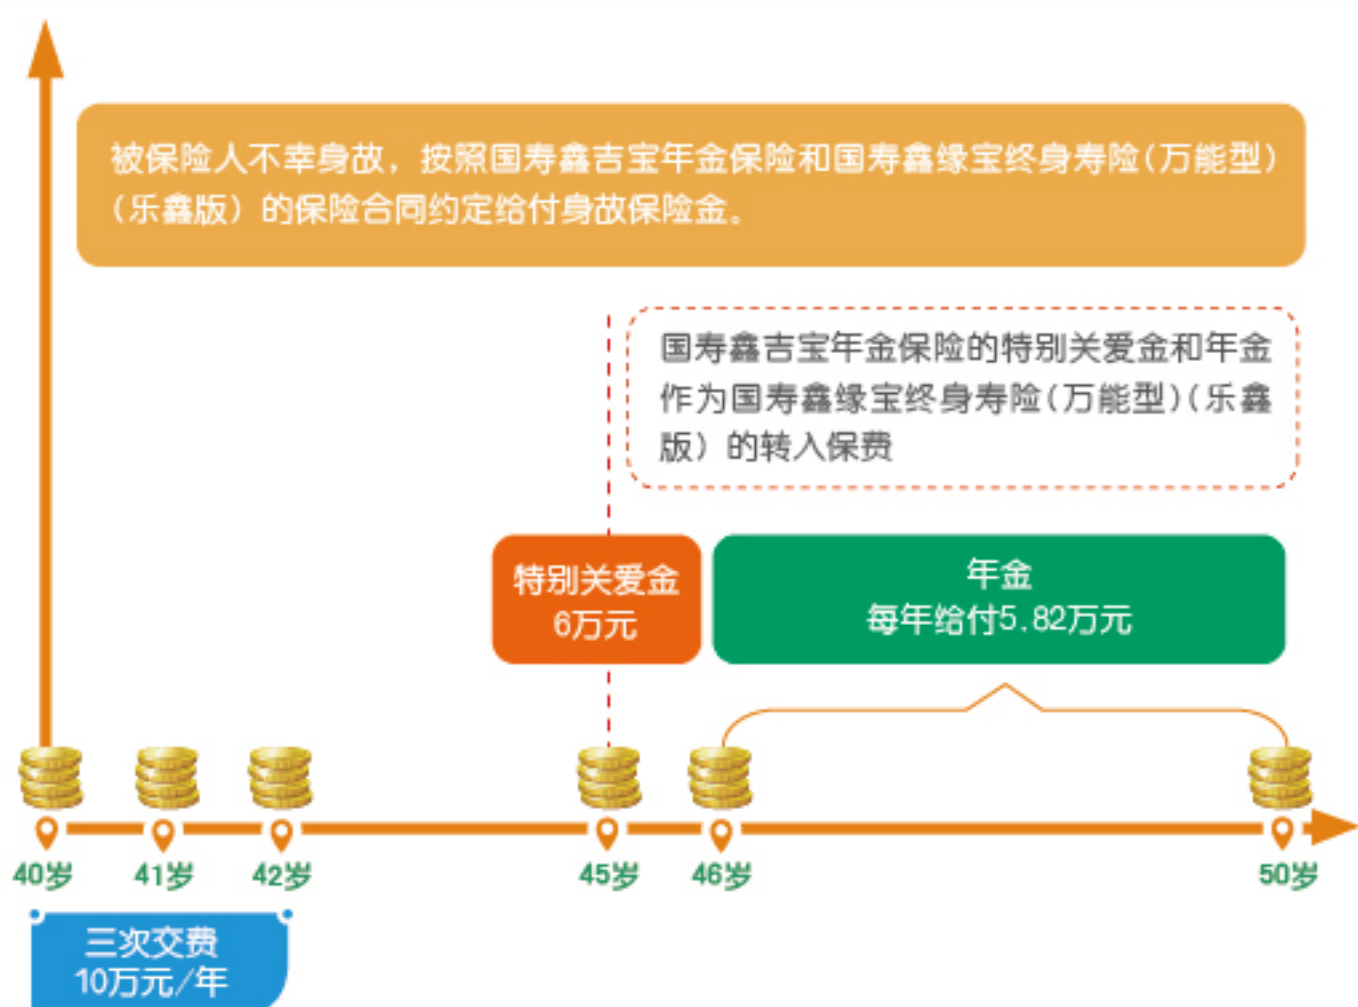 被保险人不幸身故，按照国寿鑫吉宝年金保险和国寿鑫缘宝终身寿险(万能型)
(乐鑫版）的保险合同约定给付身故保险金。
国寿鑫吉宝年金保险的特别关爱金和年金
作为国寿鑫缘宝终身寿险(万能型)(乐鑫
版）的转入保费
特别关爱金
6万元
年金
每年给付5.82万元
40岁
41岁
42岁
45岁
46岁
50岁
三次交费
10万元/年